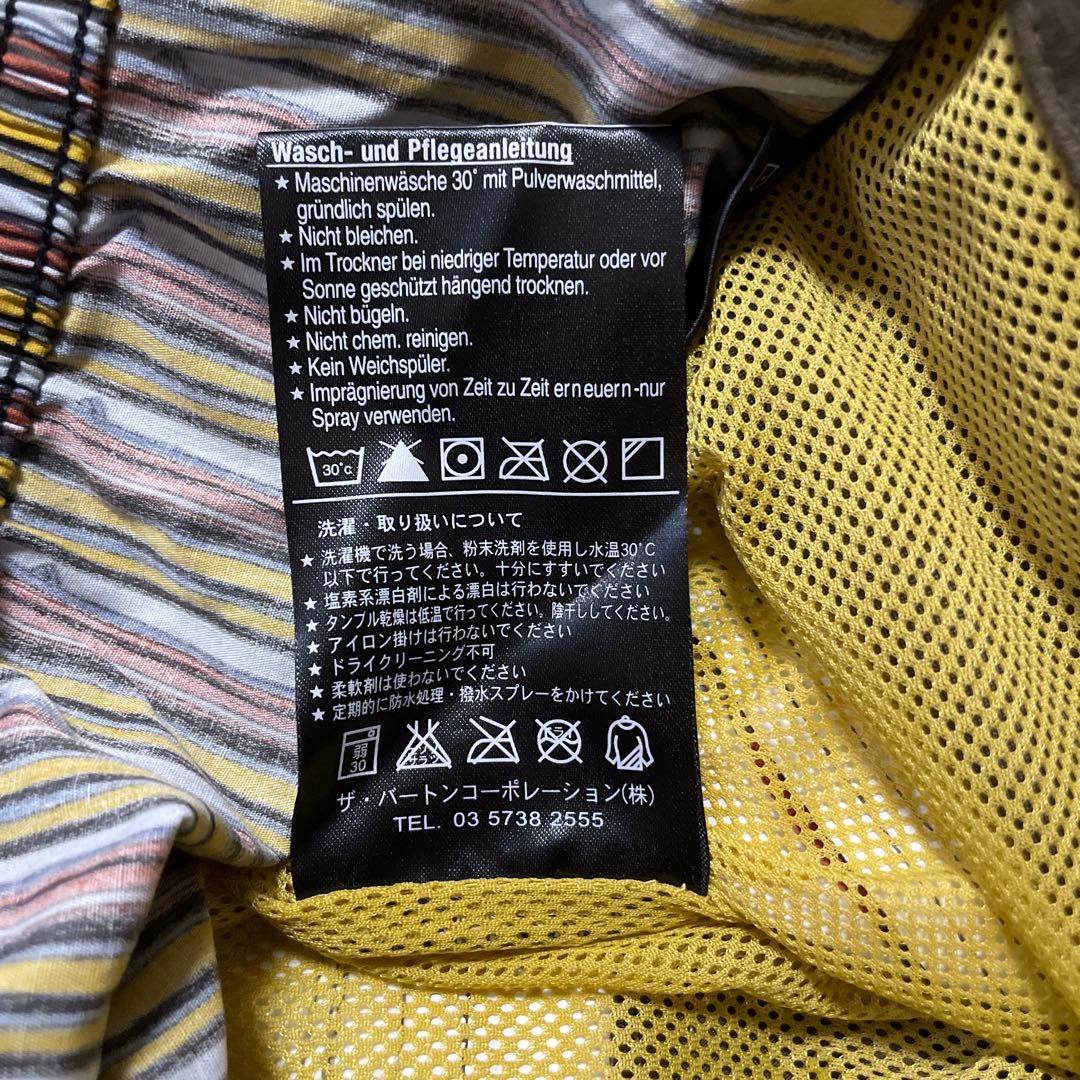 Wasch- und Pflegeanleitung
★ Maschinenwäsche 30° mit Pulverwaschmittel,
gründlich spülen.
★ Nicht bleichen.
★ Im Trockner bei niedriger Temperatur oder vor
Sonne geschützt hängend trocknen.
★ Nicht bügeln.
★ Nicht chem. reinigen.
★ Kein Weichspüler.
★ Imprägnierung von Zeit zu Zeit erneuern-nur
Spray verwenden.
30°c
洗濯・取り扱いについて
★ 洗濯機で洗う場合、粉末洗剤を使用し水温30°C
以下で行ってください。十分にすすいでください
★ 塩素系漂白剤による漂白は行わないでください
★ タンブル乾燥は低温で行ってください。陰干ししてください。
★ アイロン掛けは行わないでください
★ ドライクリーニング不可
★ 柔軟剤は使わないでください
★ 定期的に防水処理・撥水スプレーをかけてください
弱
30
ザ・バートンコーポレーション(株)
TEL. 03 5738 2555